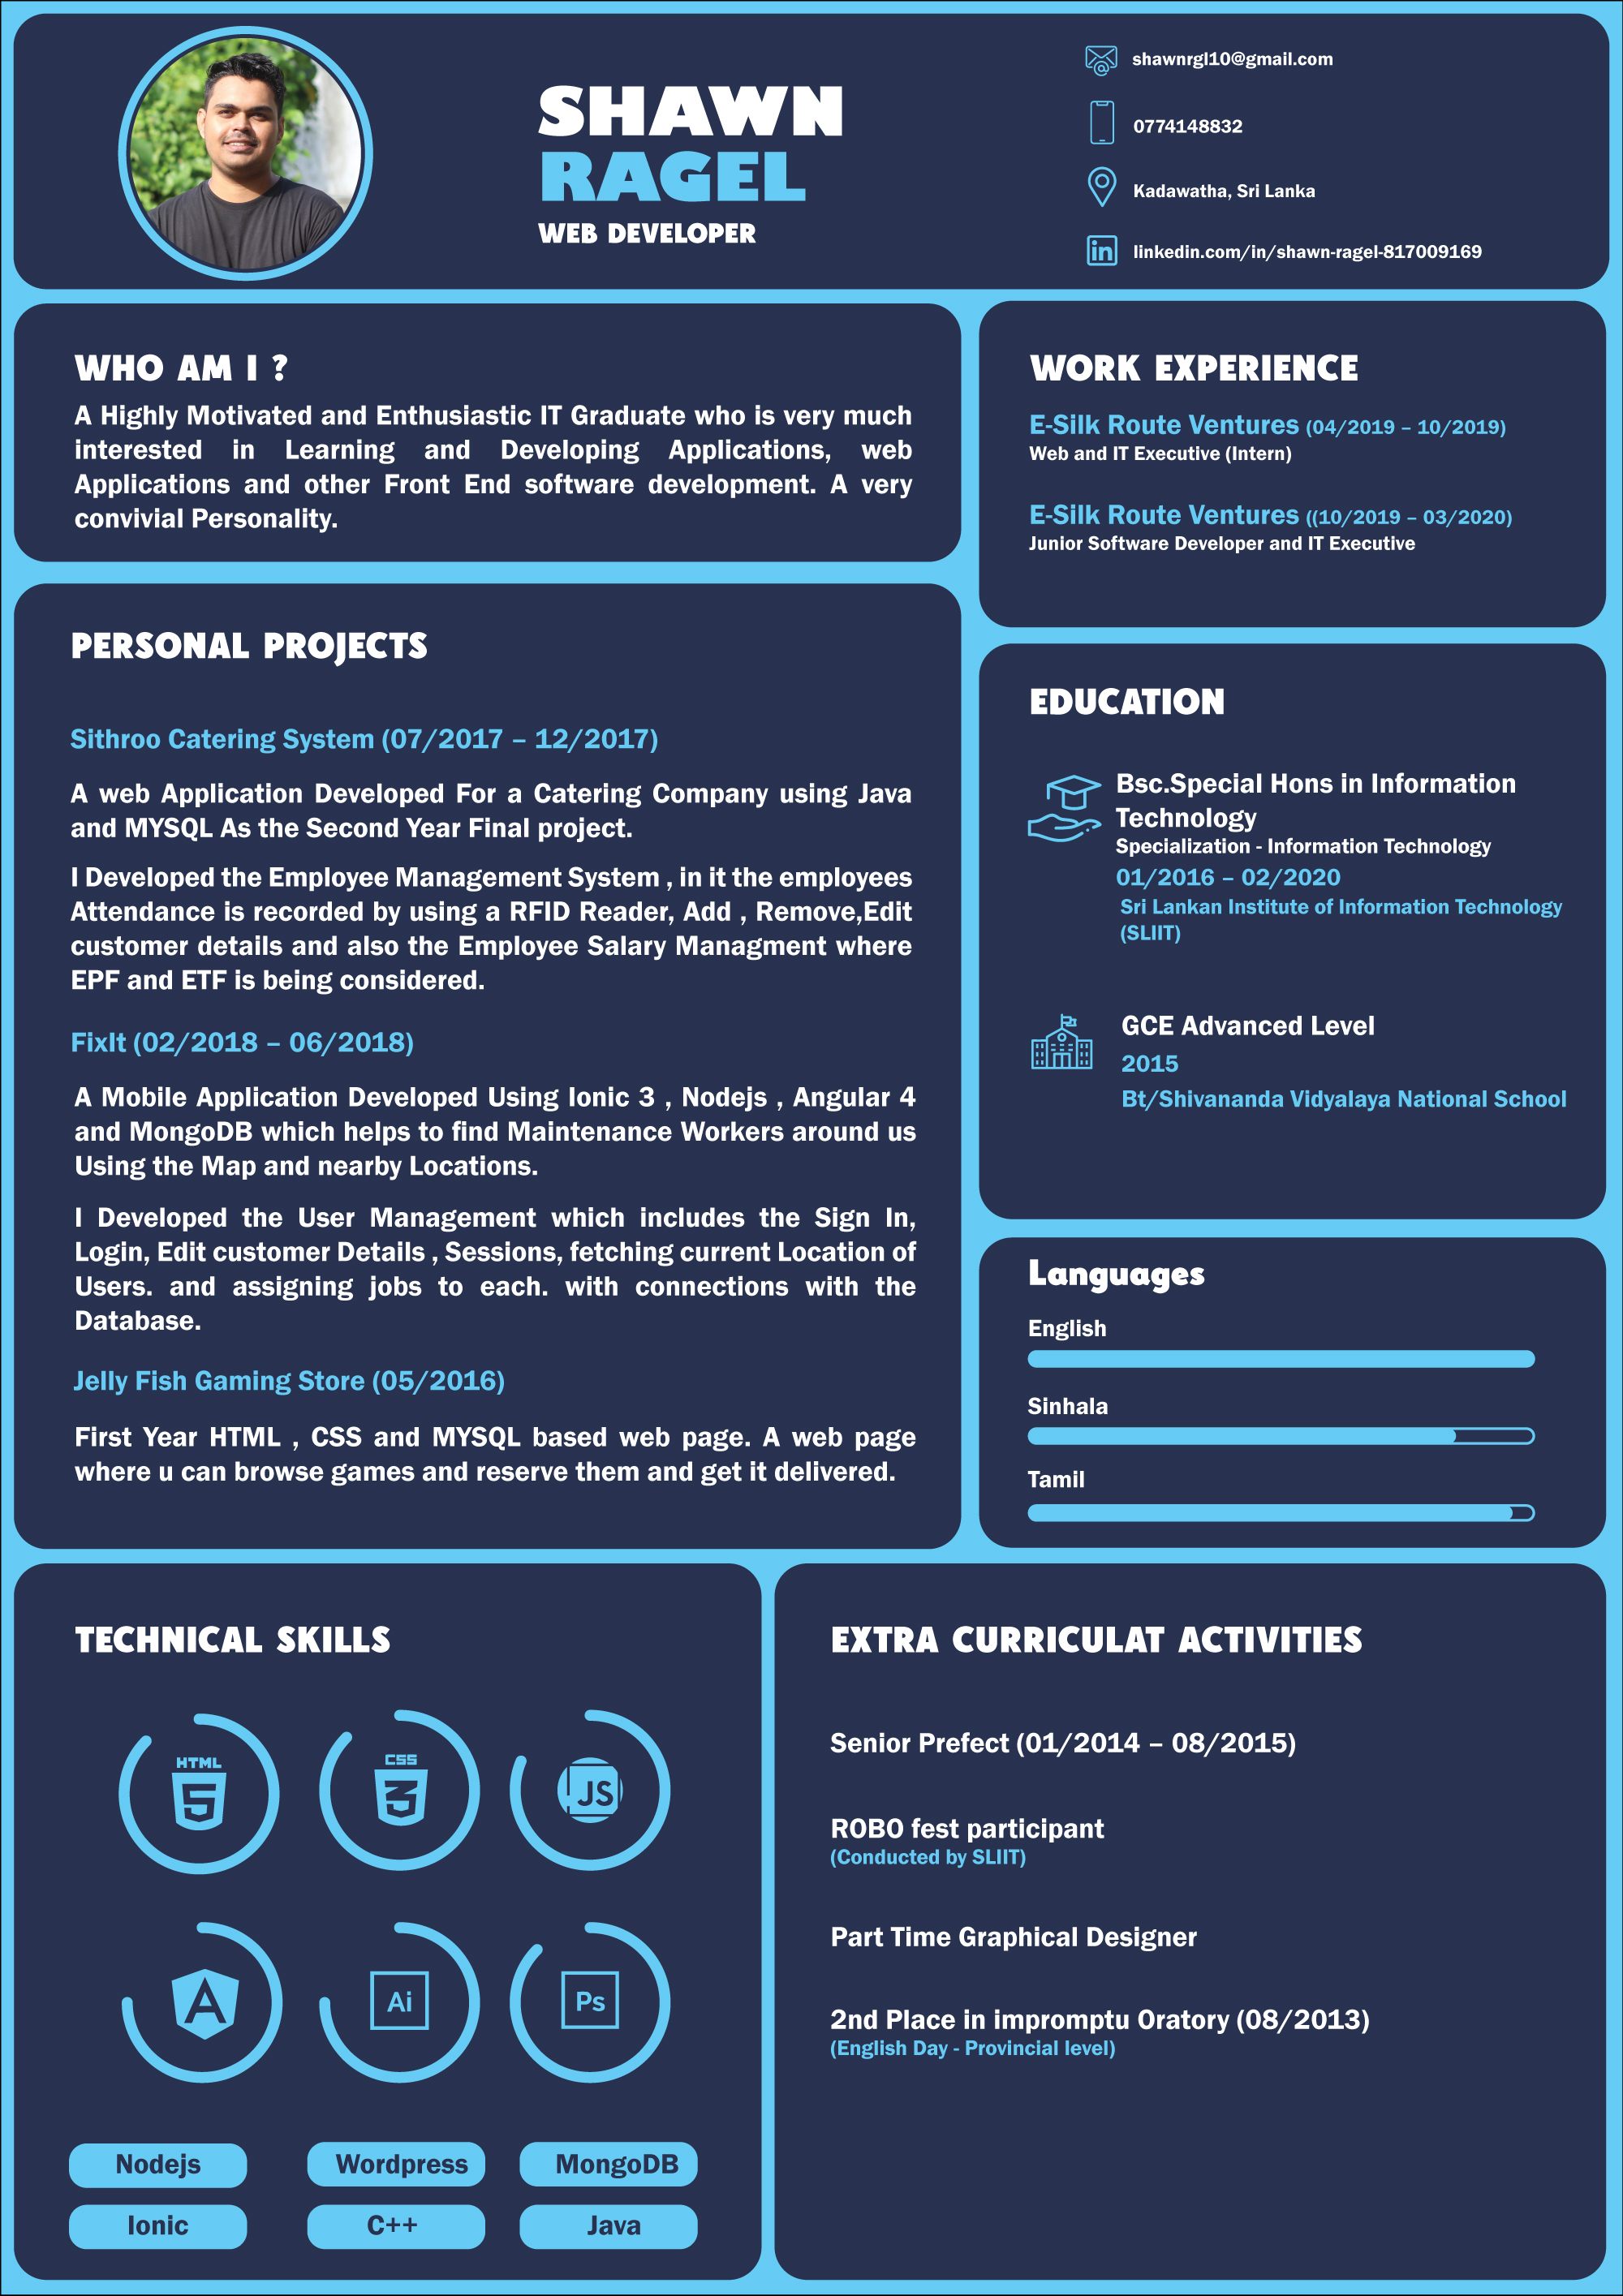 SHAWN
RAGEL
WEB DEVELOPER
shawnrgl10@gmail.com
0774148832
Kadawatha, Sri Lanka
in linkedin.com/in/shawn-ragel-817009169
WHO AM I ?
A Highly Motivated and Enthusiastic IT Graduate who is very much
interested in Learning and Developing Applications, web
Applications and other Front End software development. A very
convivial Personality.
WORK EXPERIENCE
E-Silk Route Ventures (04/2019 – 10/2019)
Web and IT Executive (Intern)
E-Silk Route Ventures ((10/2019 – 03/2020)
Junior Software Developer and IT Executive
PERSONAL PROJECTS
Sithroo Catering System (07/2017 – 12/2017)
A web Application Developed For a Catering Company using Java
and MYSQL As the Second Year Final project.
I Developed the Employee Management System , in it the employees
Attendance is recorded by using a RFID Reader, Add , Remove,Edit
customer details and also the Employee Salary Managment where
EPF and ETF is being considered.
FixIt (02/2018 – 06/2018)
A Mobile Application Developed Using Ionic 3 , Nodejs , Angular 4
and MongoDB which helps to find Maintenance Workers around us
Using the Map and nearby Locations.
I Developed the User Management which includes the Sign In,
Login, Edit customer Details , Sessions, fetching current Location of
Users. and assigning jobs to each. with connections with the
Database.
Jelly Fish Gaming Store (05/2016)
First Year HTML , CSS and MYSQL based web page. A web page
where u can browse games and reserve them and get it delivered.
EDUCATION
Bsc.Special Hons in Information
Technology
Specialization - Information Technology
01/2016 – 02/2020
Sri Lankan Institute of Information Technology
(SLIIT)
GCE Advanced Level
2015
Bt/Shivananda Vidyalaya National School
Languages
English
Sinhala
Tamil
TECHNICAL SKILLS
HTML
5
CSS
3
JS
A
Ai
Ps
Nodejs
Wordpress
MongoDB
Ionic
C++
Java
EXTRA CURRICULAT ACTIVITIES
Senior Prefect (01/2014 – 08/2015)
ROBO fest participant
(Conducted by SLIIT)
Part Time Graphical Designer
2nd Place in impromptu Oratory (08/2013)
(English Day - Provincial level)